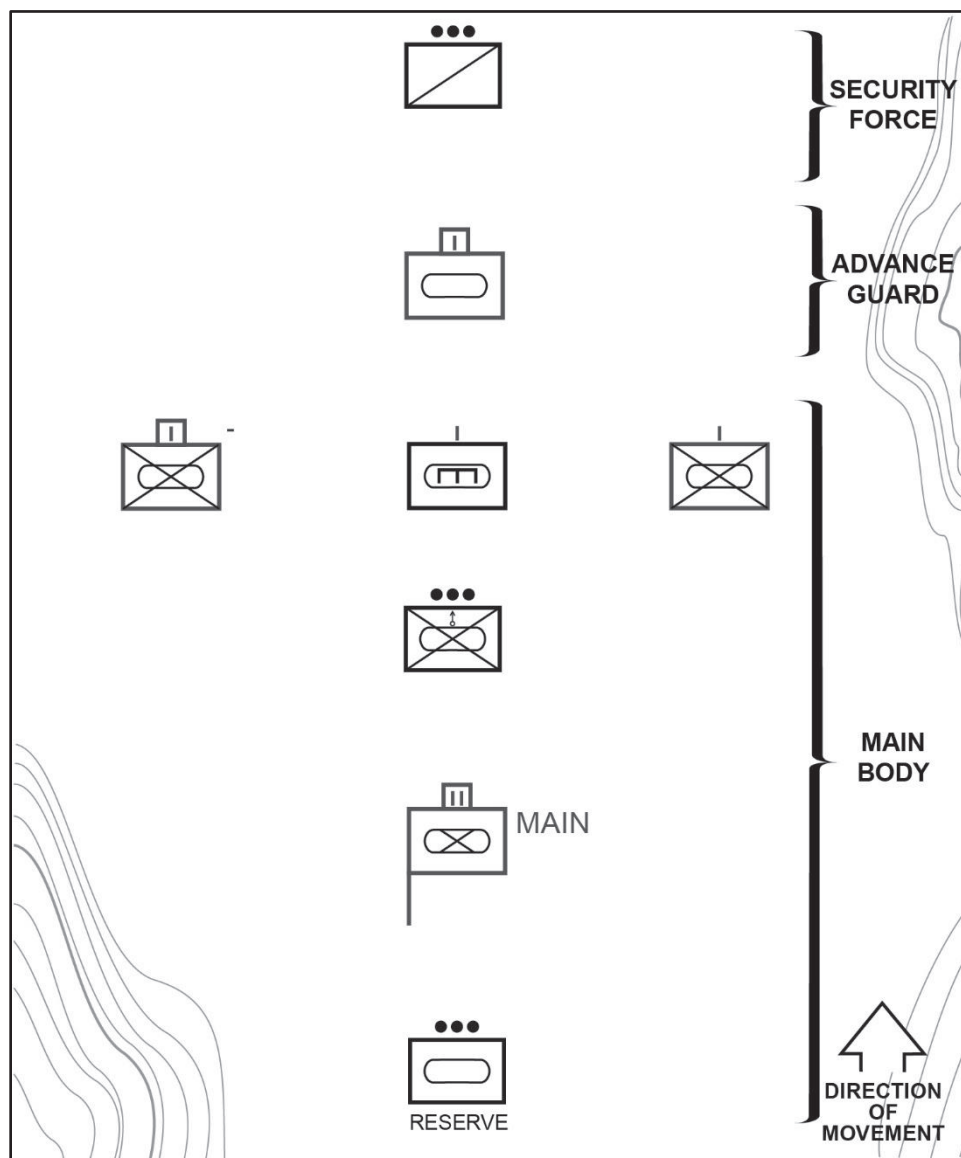 SECURITY
FORCE
ADVANCE
GUARD
MAIN
BODY
MAIN
RESERVE
DIRECTION
OF
MOVEMENT